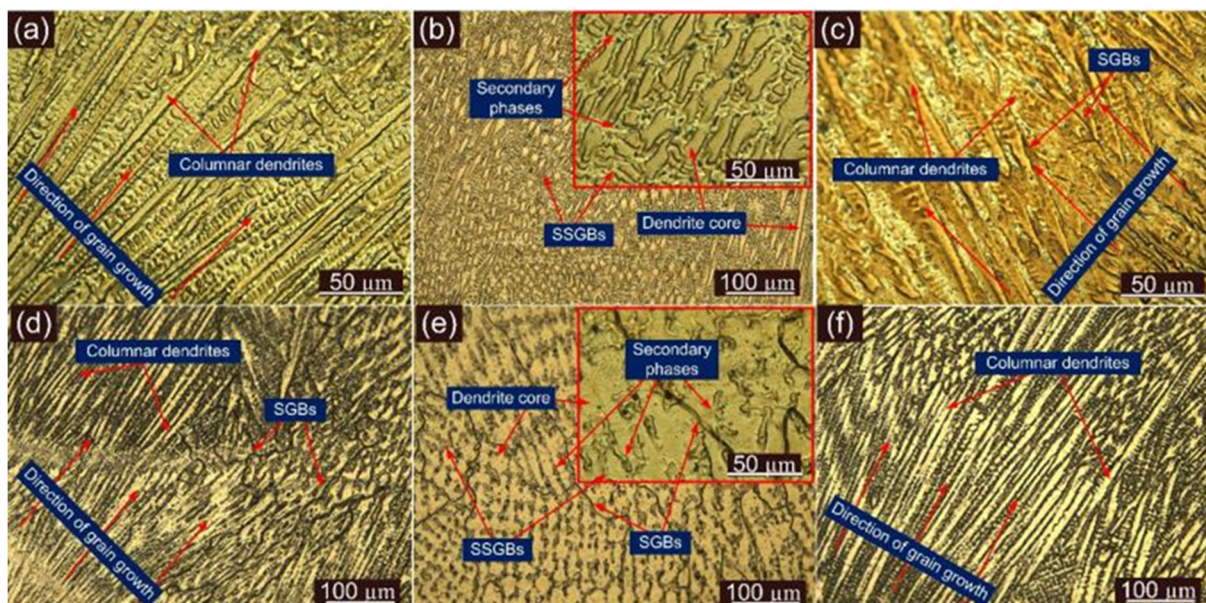 (a)
Columnar dendrites
Direction of grain growth
50 µm
(b)
Secondary
phases
50 µm
SSGBs
Dendrite core
100 µm
(c)
SGBs
Columnar dendrites
Direction of grain growth
50 µm
(d)
Columnar dendrites
SGBs
Direction of grain growth
100 µm
(e)
Secondary
phases
Dendrite core
50 µm
SSGBs
SGBs
100 µm
(f)
Columnar dendrites
Direction of grain growth
100 µm